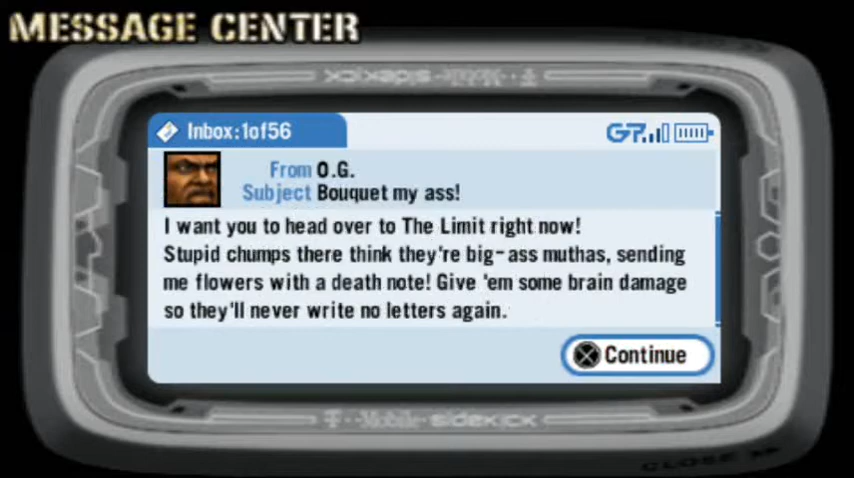 MESSAGE CENTER
T-Mobile sidekick
Inbox:1of56
GP
From O.G.
Subject Bouquet my ass!
I want you to head over to The Limit right now!
Stupid chumps there think they're big-ass muthas, sending
me flowers with a death note! Give 'em some brain damage
so they'll never write no letters again.
Continue
T-Mobile sidekick
CLOSE